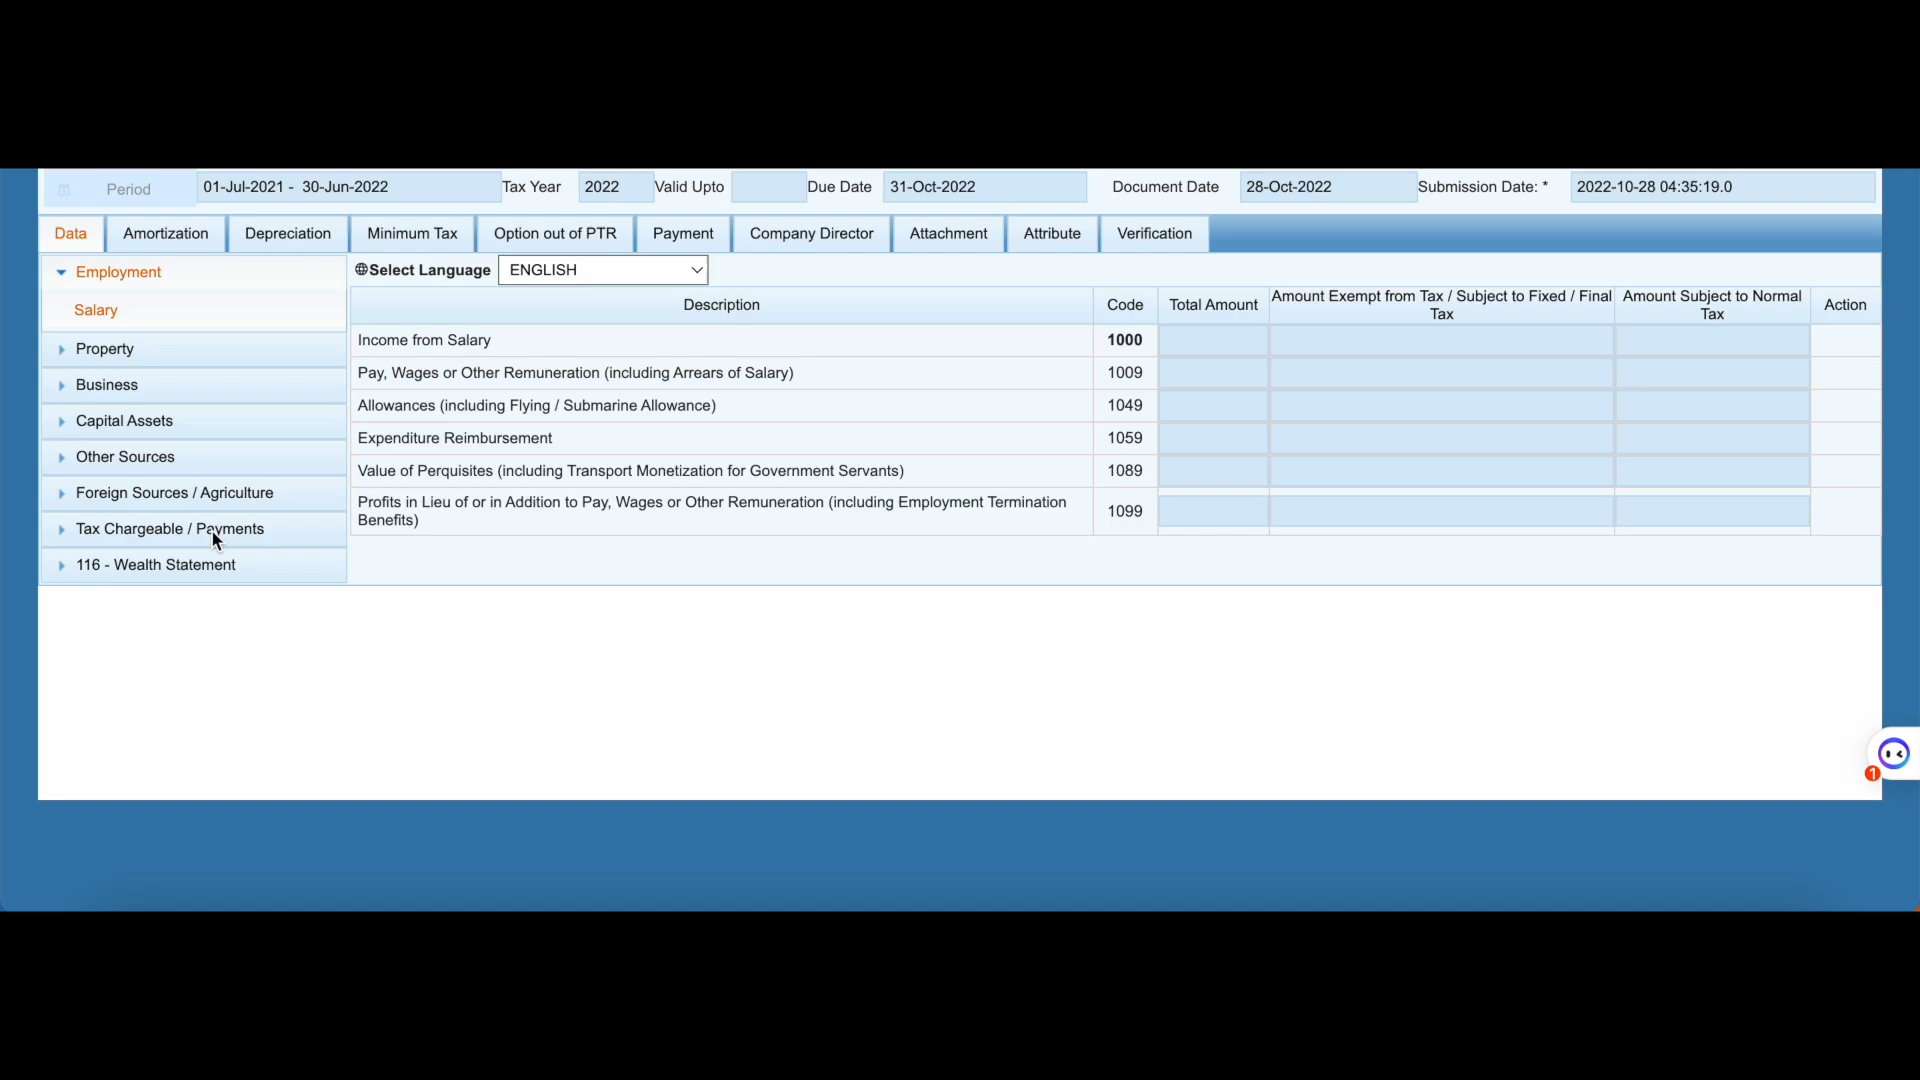 Period 01-Jul-2021 - 30-Jun-2022 Tax Year 2022 Valid Upto Due Date 31-Oct-2022 Document Date 28-Oct-2022 Submission Date: * 2022-10-28 04:35:19.0
Data Amortization Depreciation Minimum Tax Option out of PTR Payment Company Director Attachment Attribute Verification
Employment
Salary
Property
Business
Capital Assets
Other Sources
Foreign Sources / Agriculture
Tax Chargeable / Payments
116 - Wealth Statement
Select Language ENGLISH
Description Code Total Amount Amount Exempt from Tax / Subject to Fixed / Final Tax Amount Subject to Normal Tax Action
Income from Salary 1000
Pay, Wages or Other Remuneration (including Arrears of Salary) 1009
Allowances (including Flying / Submarine Allowance) 1049
Expenditure Reimbursement 1059
Value of Perquisites (including Transport Monetization for Government Servants) 1089
Profits in Lieu of or in Addition to Pay, Wages or Other Remuneration (including Employment Termination
Benefits) 1099
1